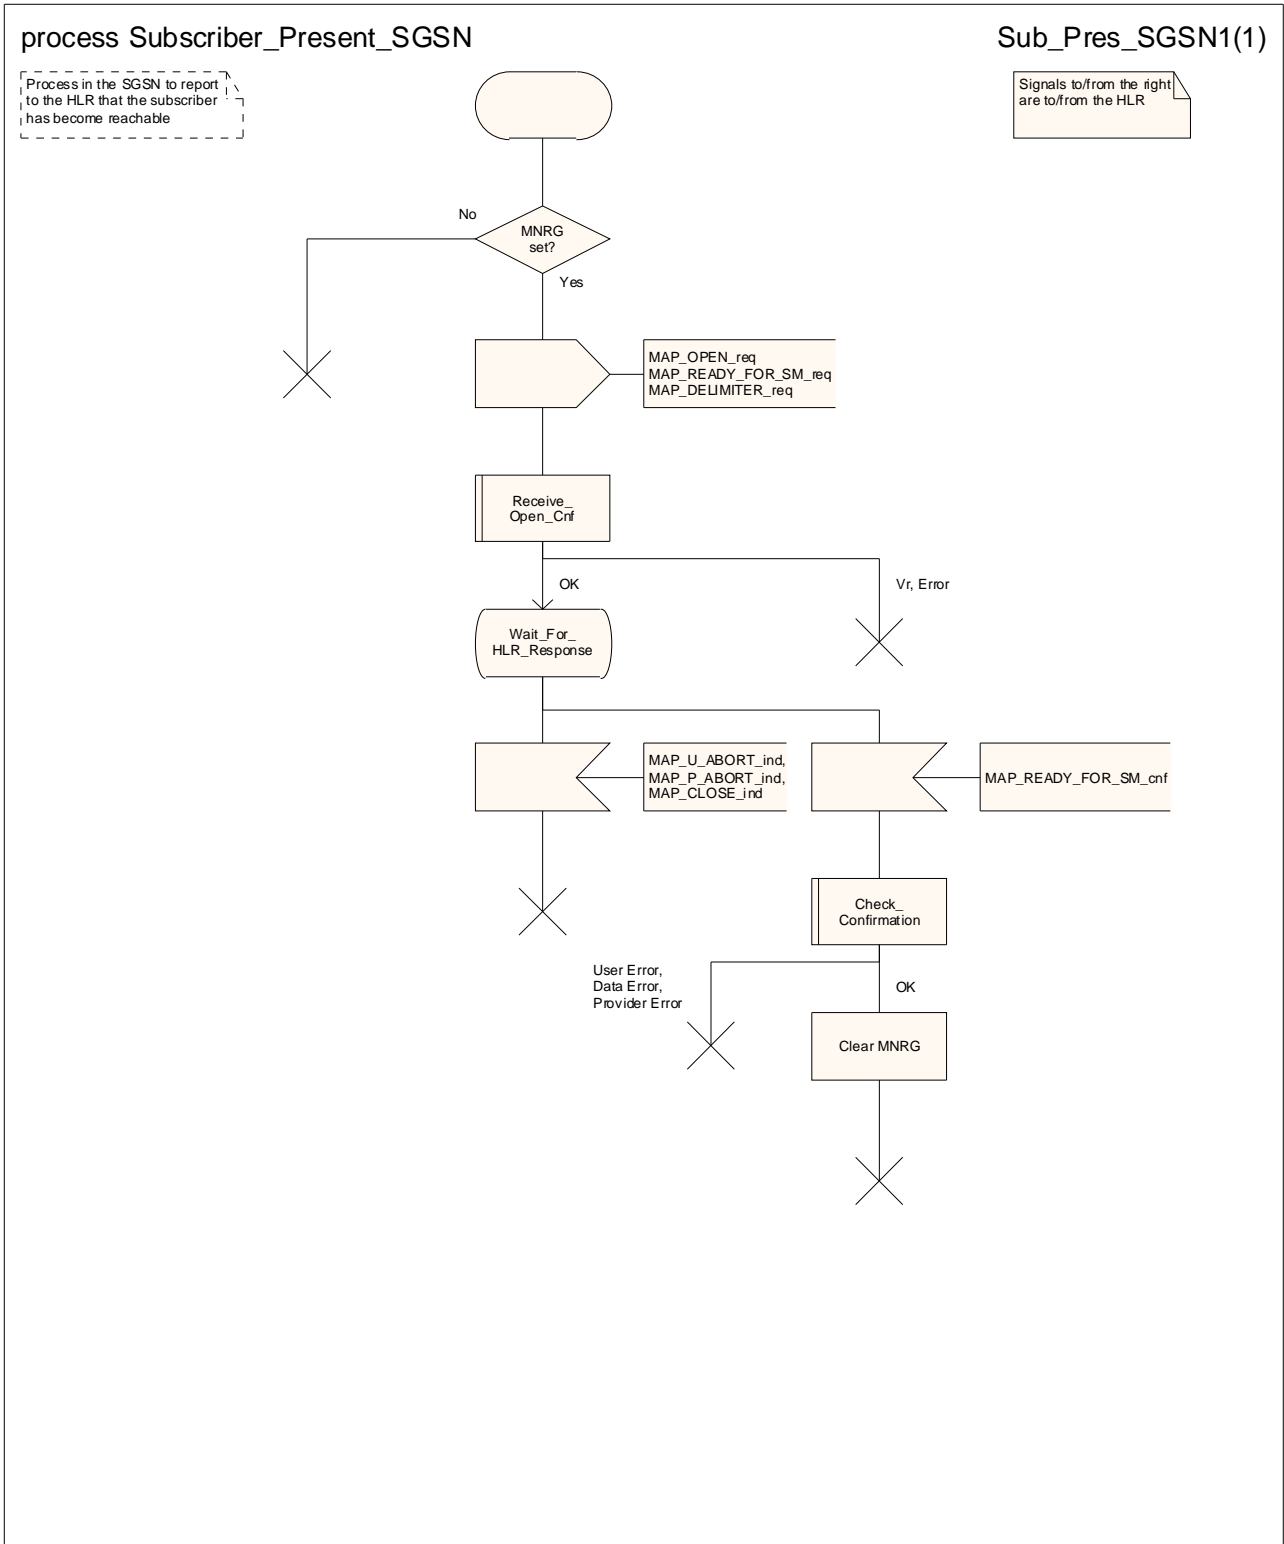 process Subscriber_Present_SGSN
Sub_Pres_SGSN1(1)
Process in the SGSN to report
to the HLR that the subscriber
has become reachable
Signals to/from the right
are to/from the HLR
No
MNRG
set?
Yes
MAP_OPEN_req
MAP_READY_FOR_SM_req
MAP_DELIMITER_req
Receive_
Open_Cnf
OK
Vr, Error
Wait_For_
HLR_Response
MAP_U_ABORT_ind,
MAP_P_ABORT_ind,
MAP_CLOSE_ind
MAP_READY_FOR_SM_cnf
Check_
Confirmation
User Error,
Data Error,
Provider Error
OK
Clear MNRG